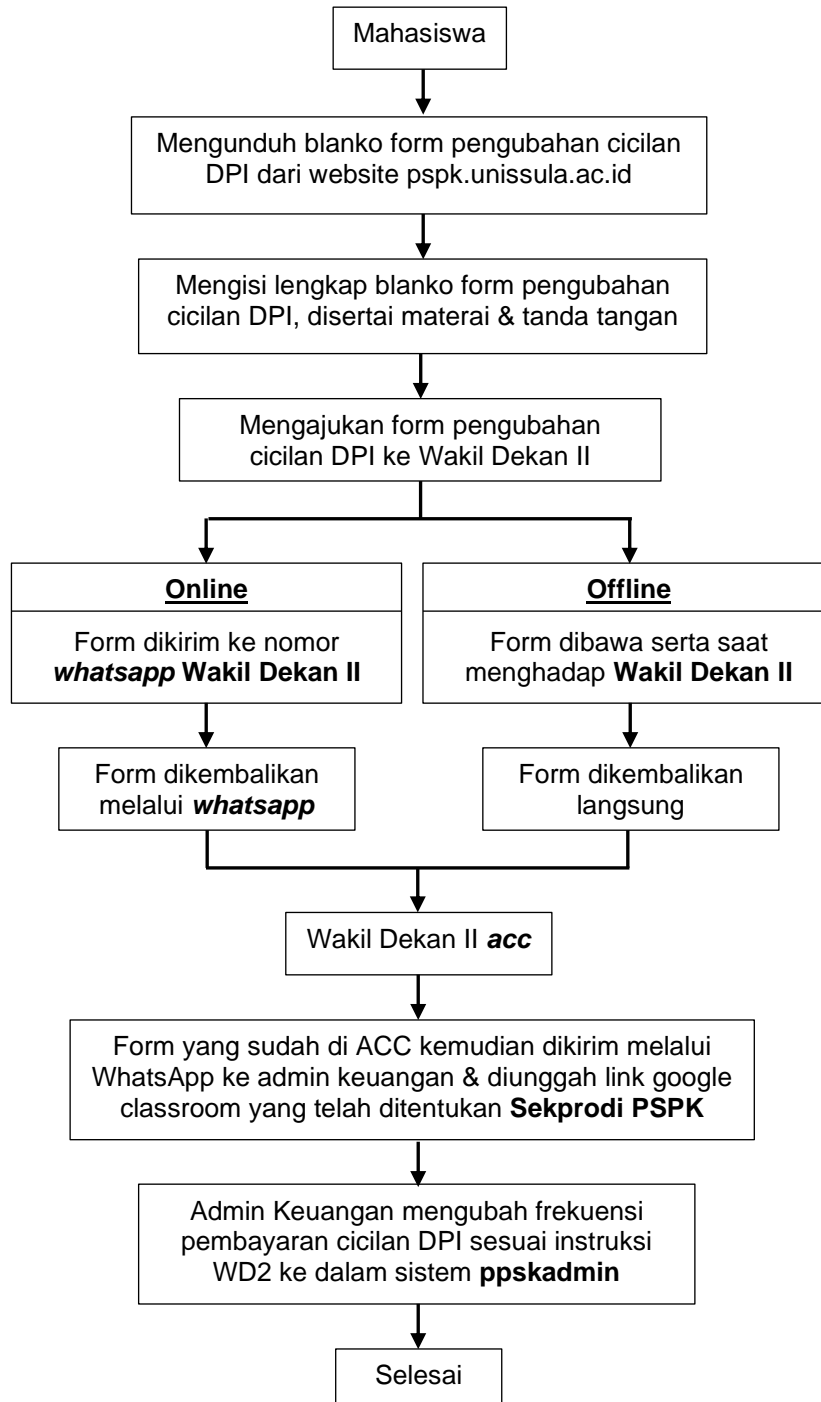 Mahasiswa
Mengunduh blanko form pengubahan cicilan
DPI dari website pspk.unissula.ac.id
Mengisi lengkap blanko form pengubahan
cicilan DPI, disertai materai & tanda tangan
Mengajukan form pengubahan
cicilan DPI ke Wakil Dekan II
Online
Form dikirim ke nomor
whatsapp Wakil Dekan II
Offline
Form dibawa serta saat
menghadap Wakil Dekan II
Form dikembalikan
melalui whatsapp
Form dikembalikan
langsung
Wakil Dekan II acc
Form yang sudah di ACC kemudian dikirim melalui
WhatsApp ke admin keuangan & diunggah link google
classroom yang telah ditentukan Sekprodi PSPK
Admin Keuangan mengubah frekuensi
pembayaran cicilan DPI sesuai instruksi
WD2 ke dalam sistem ppskadmin
Selesai